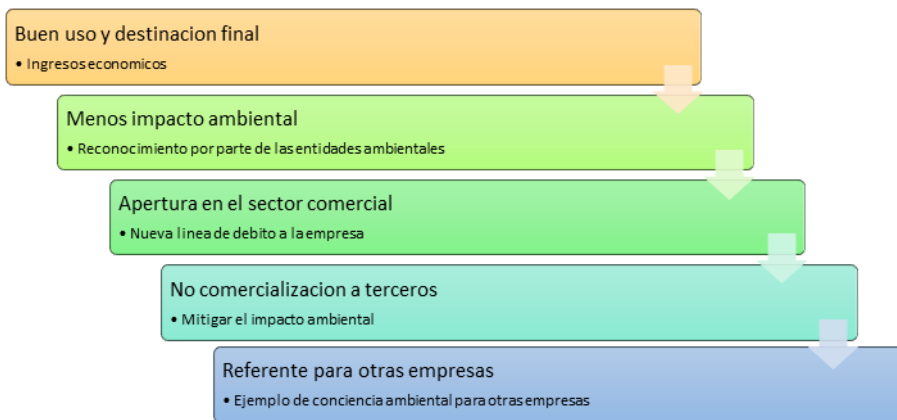 Buen uso y destinacion final
• Ingresos economicos
Menos impacto ambiental
• Reconocimiento por parte de las entidades ambientales
Apertura en el sector comercial
• Nueva linea de debito a la empresa
No comercializacion a terceros
• Mitigar el impacto ambiental
Referente para otras empresas
• Ejemplo de conciencia ambiental para otras empresas